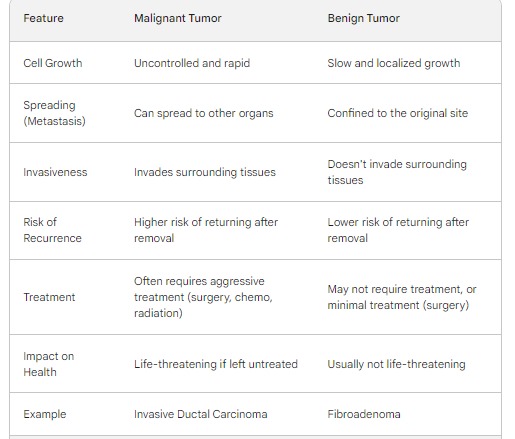 Feature Malignant Tumor Benign Tumor
Cell Growth Uncontrolled and rapid Slow and localized growth
Spreading
(Metastasis)
Can spread to other organs Confined to the original site
Invasiveness Invades surrounding tissues
Doesn't invade surrounding
tissues
Risk of
Recurrence
Higher risk of returning after
removal
Lower risk of returning after
removal
Treatment
Often requires aggressive
treatment (surgery, chemo,
radiation)
May not require treatment, or
minimal treatment (surgery)
Impact on
Health
Life-threatening if left untreated Usually not life-threatening
Example Invasive Ductal Carcinoma Fibroadenoma